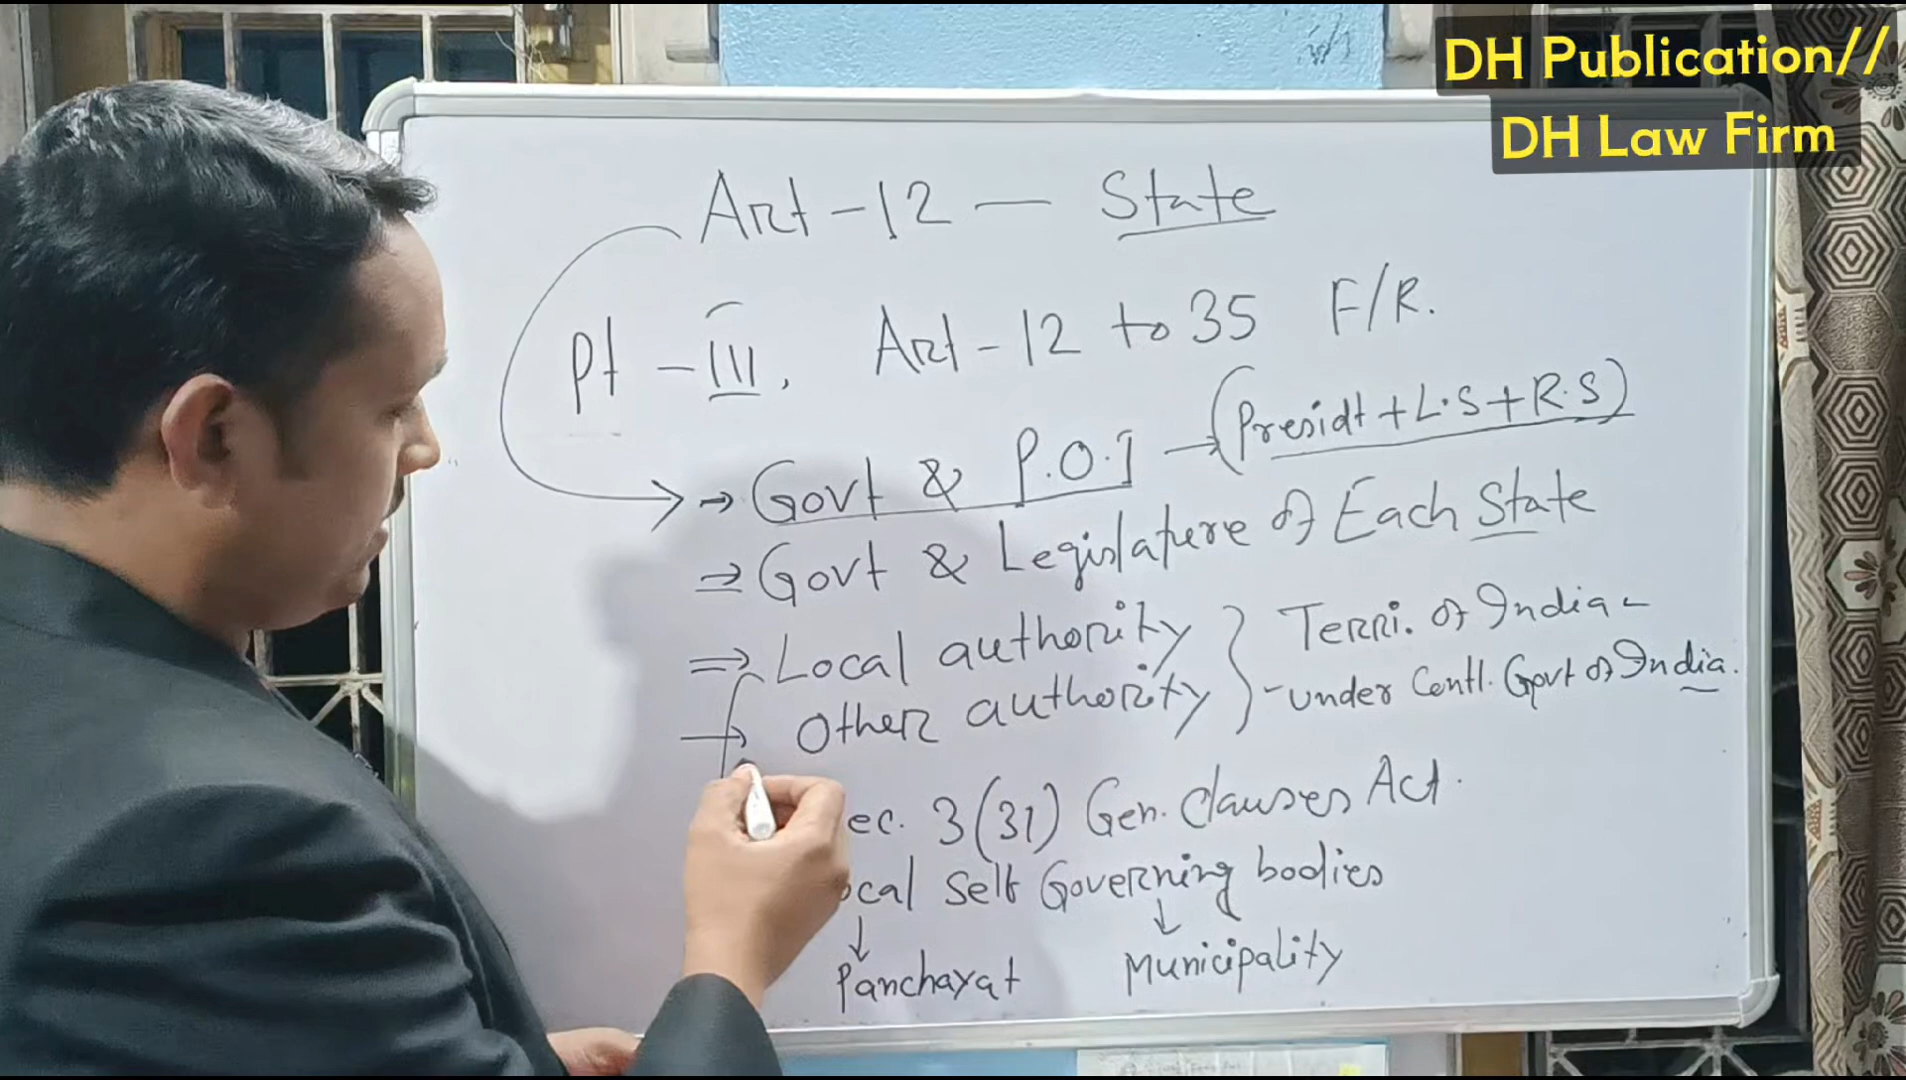 DH Publication//
DH Law Firm
Art-12 — State
Pt - III, Art-12 to 35 F/R.
→ Govt & P.O.I → (Presidt + L.S + R.S)
⇒ Govt & Legislature of Each State
⇒ Local authority } Terri. of India -
→ Other authority } - under Contl. Govt of India.
ec. 3(31) Gen. Clauses Act.
ocal Self Governing bodies
↓ ↓
Panchayat Municipality